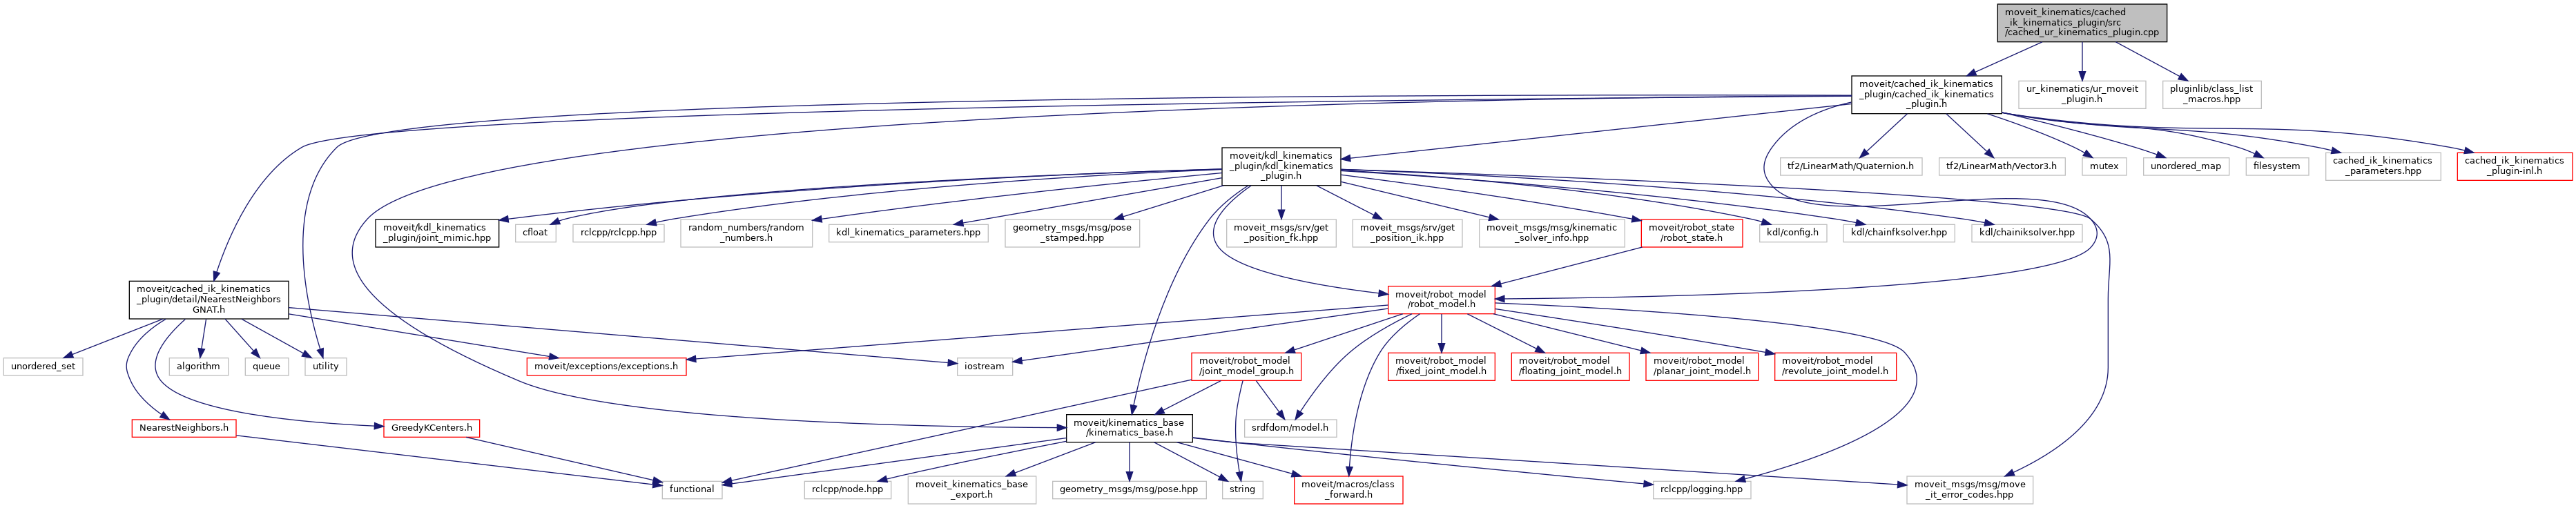 moveit_kinematics/cached
_ik_kinematics_plugin/src
/cached_ur_kinematics_plugin.cpp
moveit/cached_ik_kinematics
_plugin/cached_ik_kinematics
_plugin.h
ur_kinematics/ur_moveit
_plugin.h
pluginlib/class_list
_macros.hpp
moveit/kdl_kinematics
_plugin/kdl_kinematics
_plugin.h
tf2/LinearMath/Quaternion.h
tf2/LinearMath/Vector3.h
mutex
unordered_map
filesystem
cached_ik_kinematics
_parameters.hpp
cached_ik_kinematics
_plugin-inl.h
moveit/kdl_kinematics
_plugin/joint_mimic.hpp
cfloat
rclcpp/rclcpp.hpp
random_numbers/random
_numbers.h
kdl_kinematics_parameters.hpp
geometry_msgs/msg/pose
_stamped.hpp
moveit_msgs/srv/get
_position_fk.hpp
moveit_msgs/srv/get
_position_ik.hpp
moveit_msgs/msg/kinematic
_solver_info.hpp
moveit/robot_state
/robot_state.h
kdl/config.h
kdl/chainfksolver.hpp
kdl/chainiksolver.hpp
moveit/cached_ik_kinematics
_plugin/detail/NearestNeighbors
GNAT.h
moveit/robot_model
/robot_model.h
unordered_set
algorithm
queue
utility
moveit/exceptions/exceptions.h
iostream
moveit/robot_model
/joint_model_group.h
moveit/robot_model
/fixed_joint_model.h
moveit/robot_model
/floating_joint_model.h
moveit/robot_model
/planar_joint_model.h
moveit/robot_model
/revolute_joint_model.h
NearestNeighbors.h
GreedyKCenters.h
moveit/kinematics_base
/kinematics_base.h
srdfdom/model.h
functional
rclcpp/node.hpp
moveit_kinematics_base
_export.h
geometry_msgs/msg/pose.hpp
string
moveit/macros/class
_forward.h
rclcpp/logging.hpp
moveit_msgs/msg/move
_it_error_codes.hpp